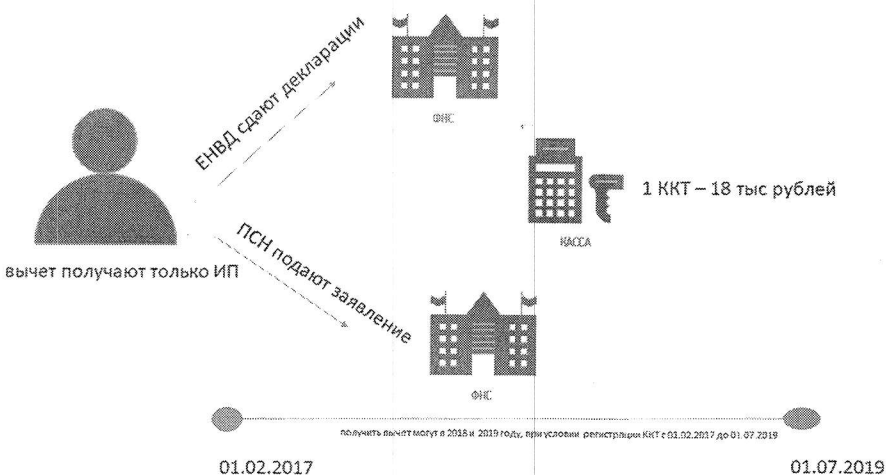 ЕНВД сдают декларации
ФНС
1 ККТ – 18 тыс рублей
КАССА
вычет получают только ИП
ПСН подают заявление
ФНС
получить вычет могут в 2018 и 2019 году, при условии регистрации ККТ с 01.02.2017 до 01.07.2019
01.02.2017
01.07.2019